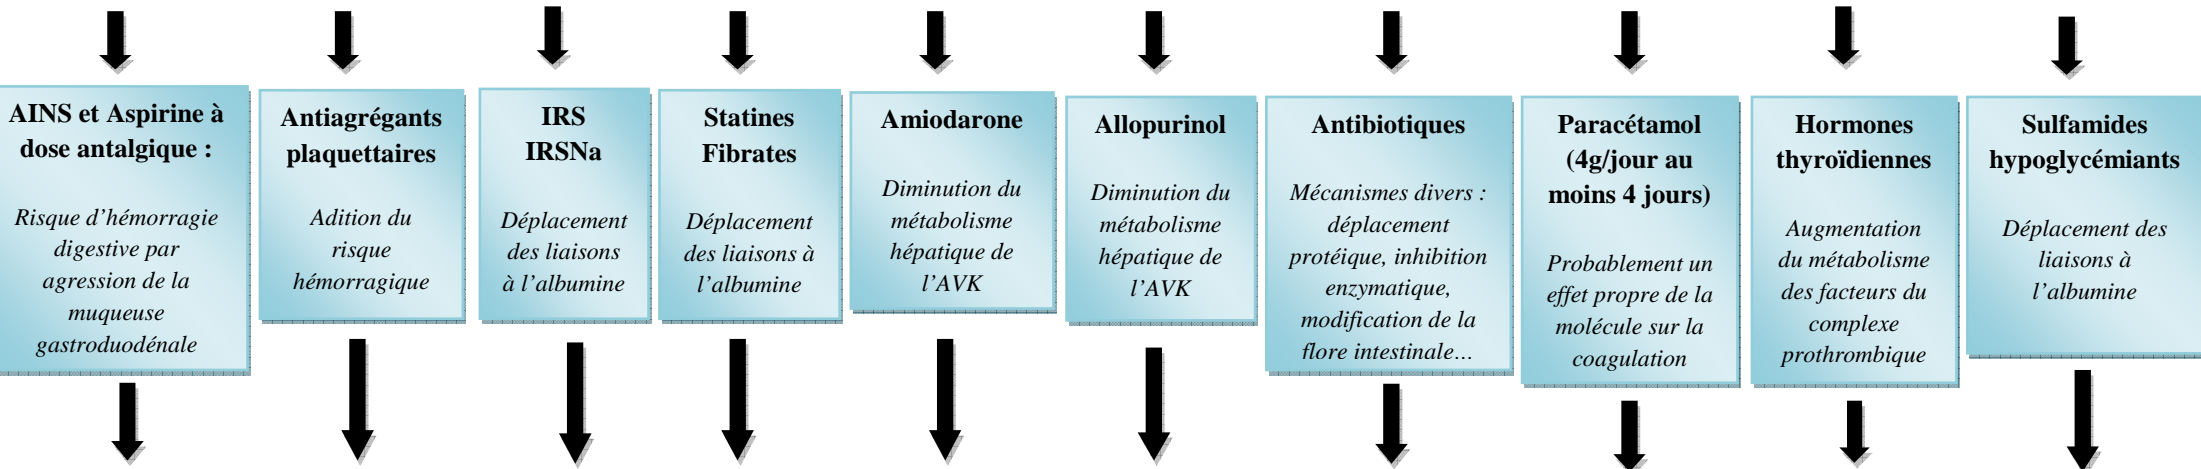 AINS et Aspirine à
dose antalgique :
Risque d’hémorragie
digestive par
agression de la
muqueuse
gastroduodénale
Antiagrégants
plaquettaires
Adition du
risque
hémorragique
IRS
IRSNa
Déplacement
des liaisons
à l’albumine
Statines
Fibrates
Déplacement
des liaisons à
l’albumine
Amiodarone
Diminution du
métabolisme
hépatique de
l’AVK
Allopurinol
Diminution du
métabolisme
hépatique de
l’AVK
Antibiotiques
Mécanismes divers :
déplacement
protéique, inhibition
enzymatique,
modification de la
flore intestinale…
Paracétamol
(4g/jour au
moins 4 jours)
Probablement un
effet propre de la
molécule sur la
coagulation
Hormones
thyroïdiennes
Augmentation
du métabolisme
des facteurs du
complexe
prothrombique
Sulfamides
hypoglycémiants
Déplacement des
liaisons à
l’albumine